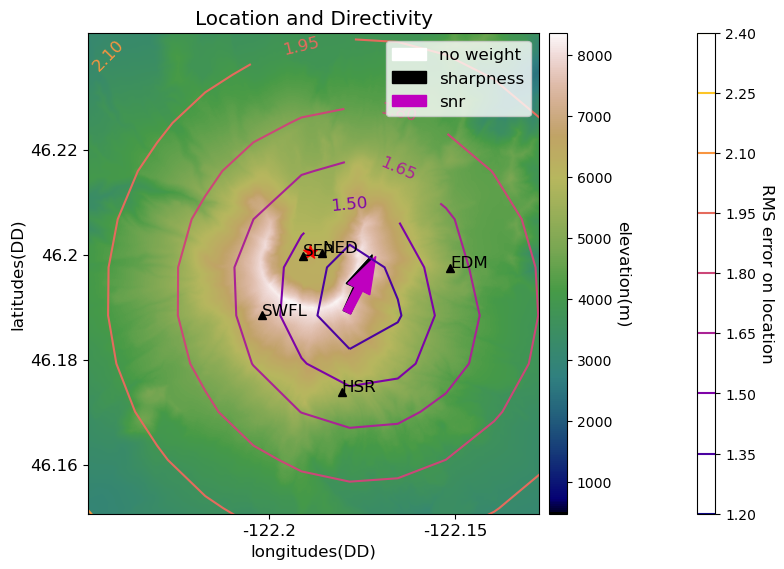 Location and Directivity
2.10
1.95
no weight
sharpness
snr
1.65
1.50
SEP
NED
EDM
SWFL
HSR
46.22
46.2
46.18
46.16
latitudes(DD)
-122.2
-122.15
longitudes(DD)
8000
7000
6000
5000
4000
3000
2000
1000
elevation(m)
2.40
2.25
2.10
1.95
1.80
1.65
1.50
1.35
1.20
RMS error on location